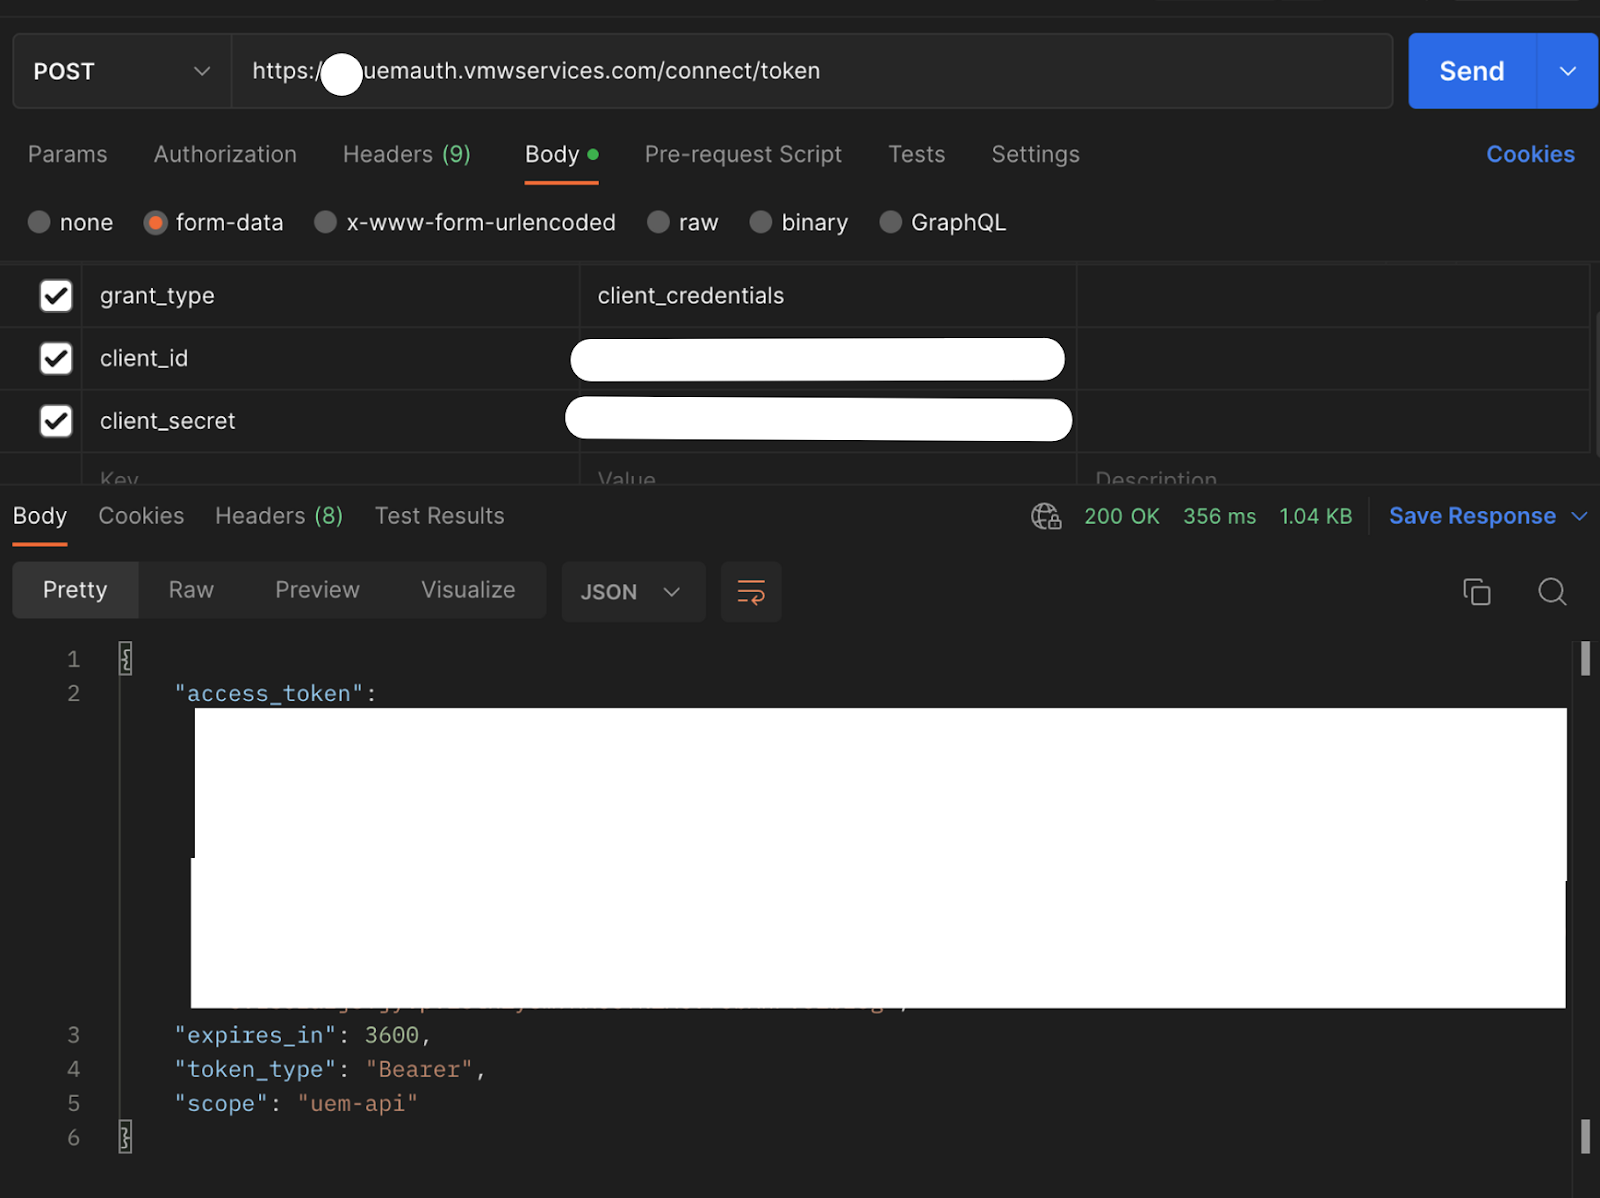 POST https:/ uemauth.vmwservices.com/connect/token Send
Params Authorization Headers (9) Body Pre-request Script Tests Settings Cookies
none form-data x-www-form-urlencoded raw binary GraphQL
grant_type client_credentials
client_id
client_secret
Key Value Description
Body Cookies Headers (8) Test Results 200 OK 356 ms 1.04 KB Save Response
Pretty Raw Preview Visualize JSON
1 {
2 "access_token":
3 "expires_in": 3600,
4 "token_type": "Bearer",
5 "scope": "uem-api"
6 }